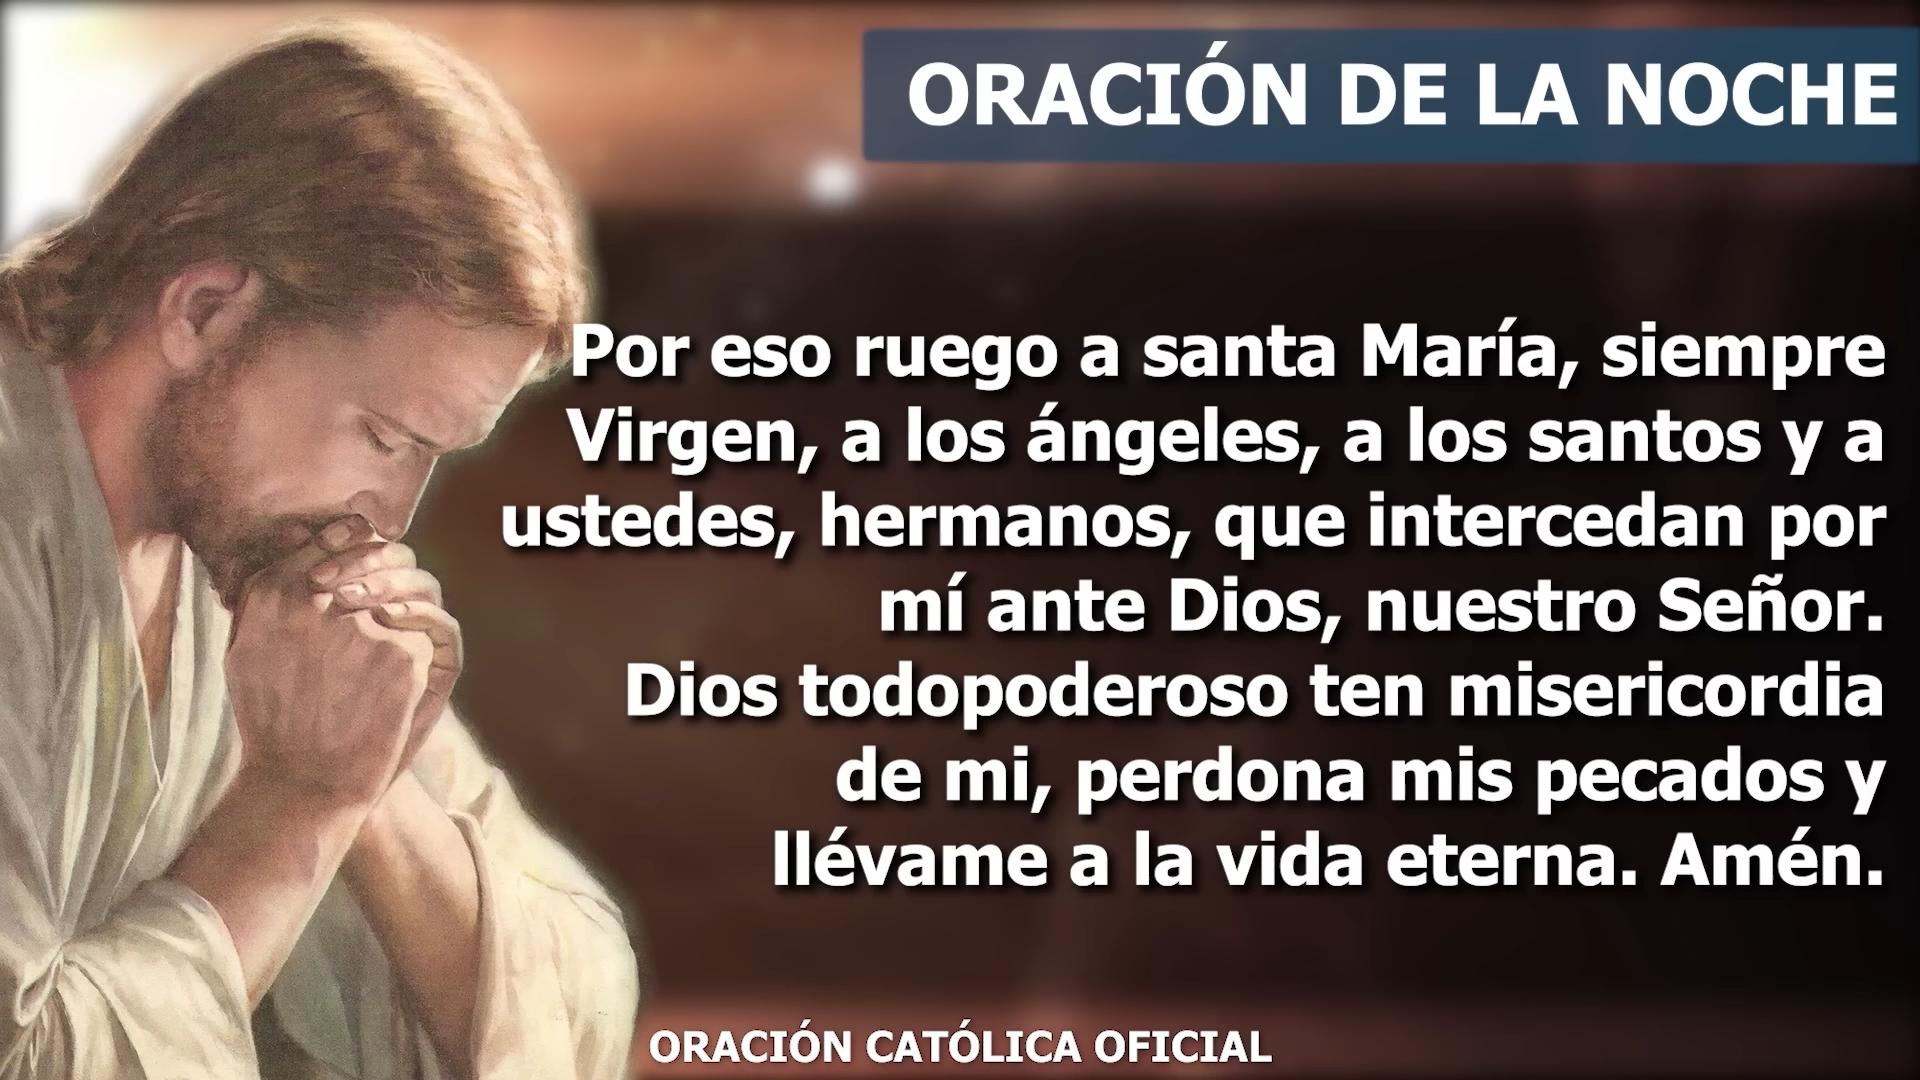 ORACIÓN DE LA NOCHE
Por eso ruego a santa María, siempre
Virgen, a los ángeles, a los santos y a
ustedes, hermanos, que intercedan por
mí ante Dios, nuestro Señor.
Dios todopoderoso ten misericordia
de mi, perdona mis pecados y
llévame a la vida eterna. Amén.
ORACIÓN CATÓLICA OFICIAL